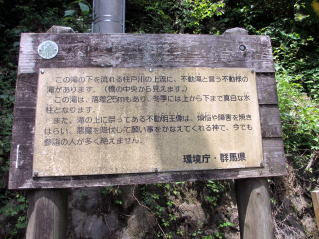 この滝の下を流れる柱戸川の上流に、不動滝と言う不動様の
滝があります。(橋の中央から見えます。)
この滝は、落差25mもあり、冬季には上から下まで真白な氷
柱となります。
また、滝の上に祭ってある不動明王像は、煩悩や障害を焼き
はらい、悪魔を降伏して願い事をかなえてくれる神で、今でも
参詣の人が多く絶えません。
環境庁・群馬県